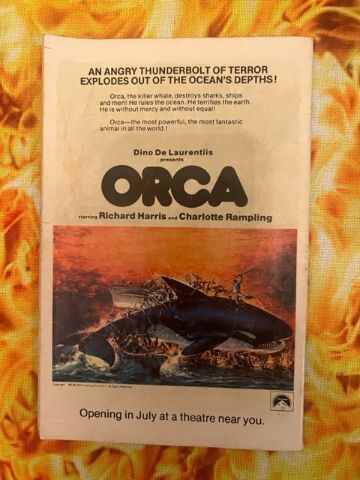 AN ANGRY THUNDERBOLT OF TERROR
EXPLODES OUT OF THE OCEAN'S DEPTHS!
Orca, the killer whale, destroys sharks, ships
and men! He rules the ocean. He terrifies the earth.
He is without mercy and without equal!
Orca—the most powerful, the most fantastic
animal in all the world!
Dino De Laurentiis
presents
ORCA
starring Richard Harris and Charlotte Rampling
All Rights Reserved
Opening in July at a theatre near you.